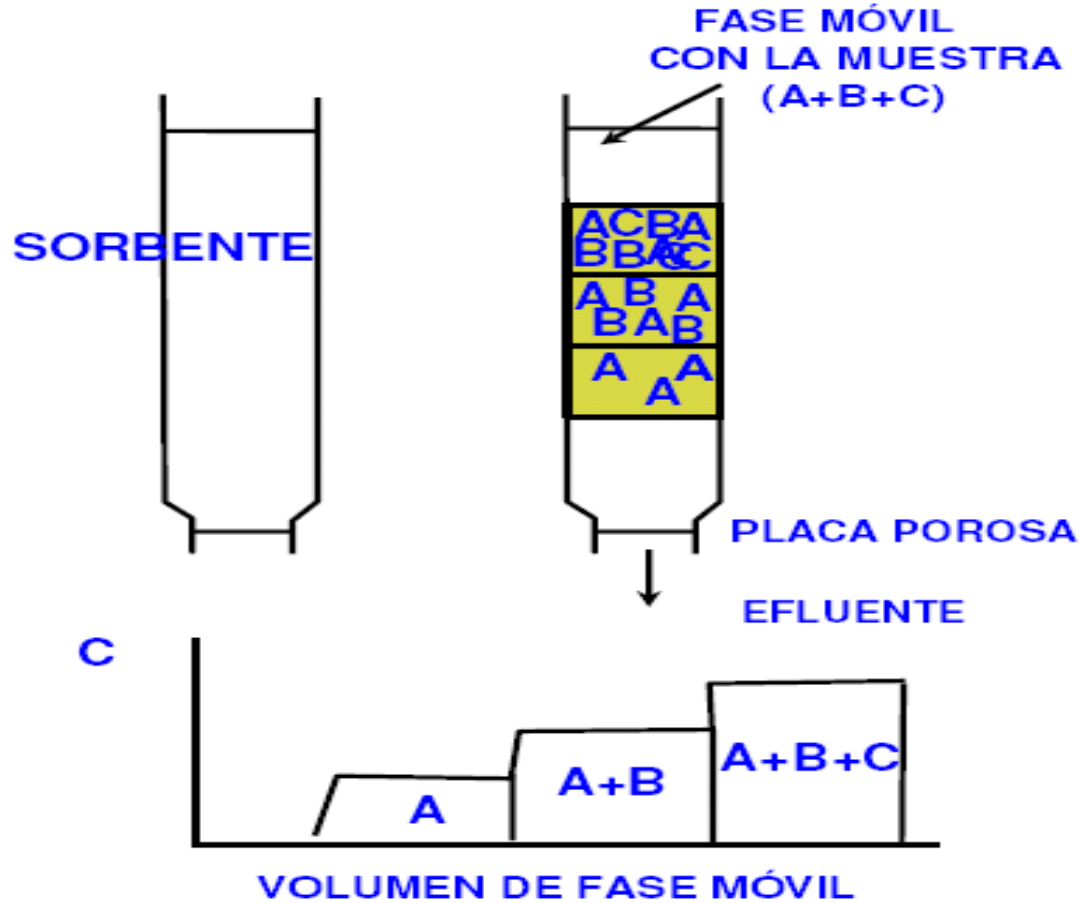 FASE MÓVIL
CON LA MUESTRA
(A+B+C)
SORBENTE
A C B A
B B A C C
A B A
B A B
A A
A
PLACA POROSA
EFLUENTE
C
A
A+B
A+B+C
VOLUMEN DE FASE MÓVIL